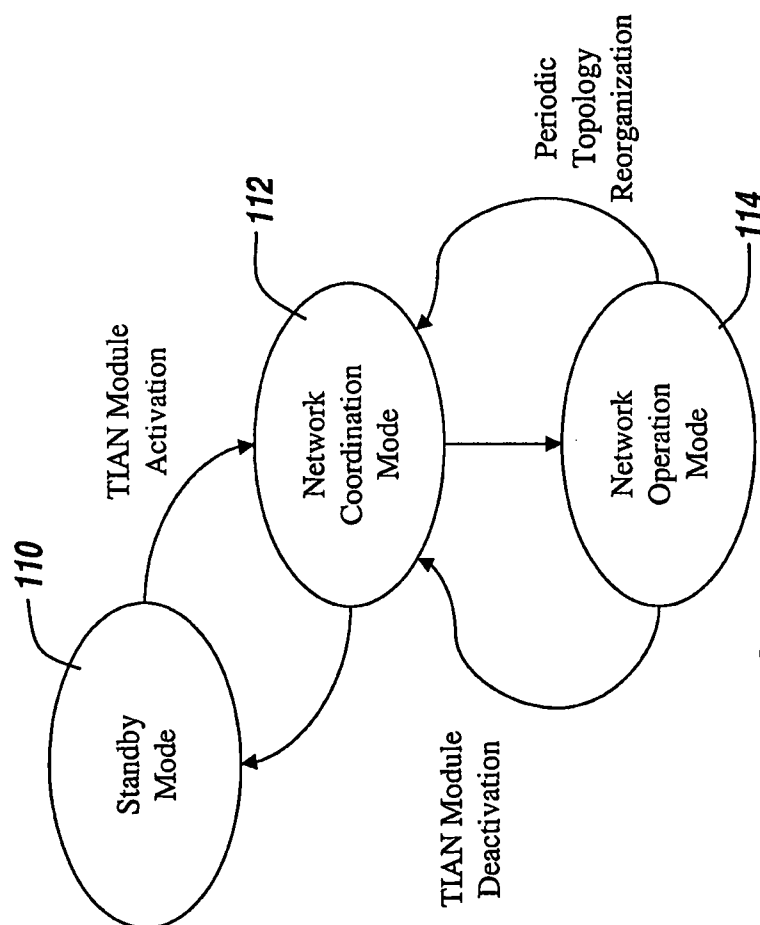 110
Standby
Mode
TIAN Module
Activation
112
Network
Coordination
Mode
TIAN Module
Deactivation
Periodic
Topology
Reorganization
Network
Operation
Mode
114